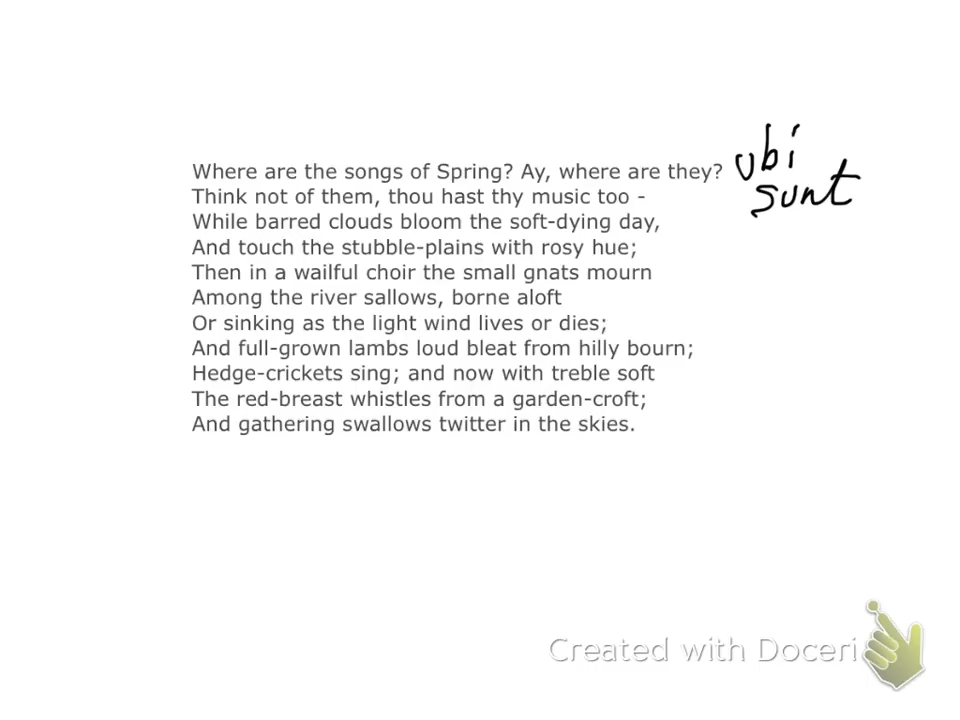 Where are the songs of Spring? Ay, where are they?
ubi
sunt
Think not of them, thou hast thy music too -
While barred clouds bloom the soft-dying day,
And touch the stubble-plains with rosy hue;
Then in a wailful choir the small gnats mourn
Among the river sallows, borne aloft
Or sinking as the light wind lives or dies;
And full-grown lambs loud bleat from hilly bourn;
Hedge-crickets sing; and now with treble soft
The red-breast whistles from a garden-croft;
And gathering swallows twitter in the skies.
Created with Doceri